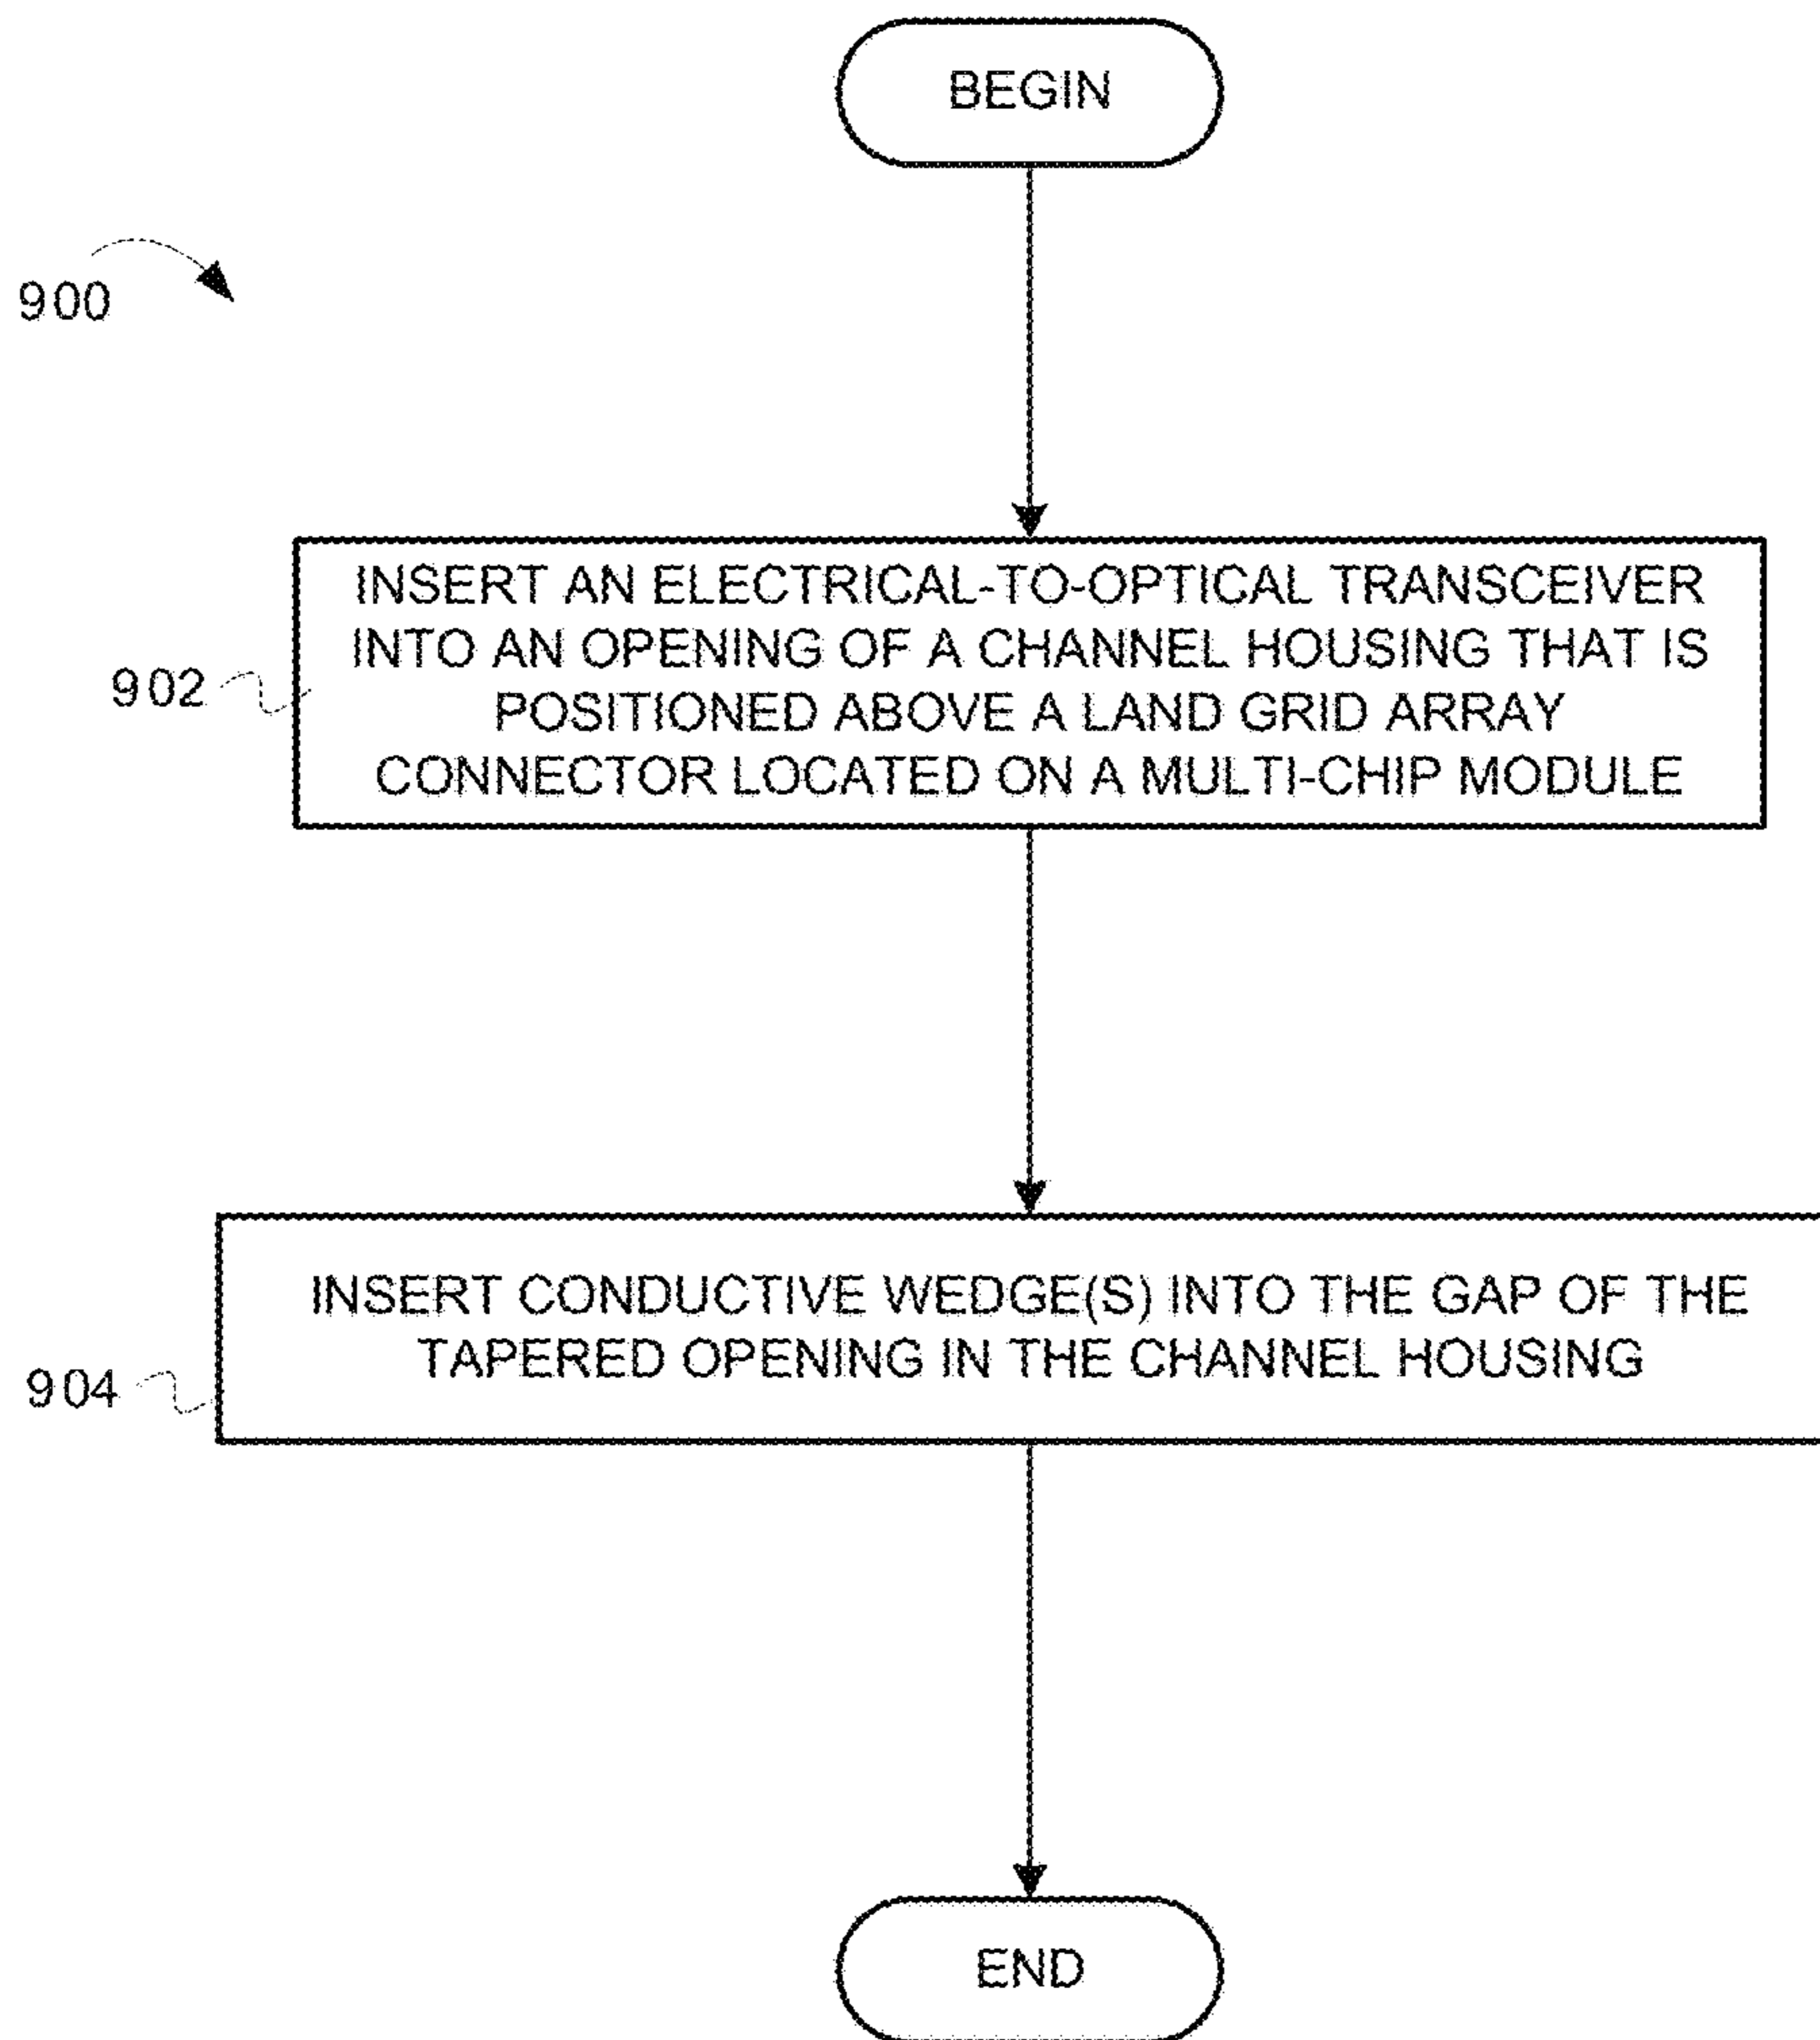 BEGIN
900
INSERT AN ELECTRICAL-TO-OPTICAL TRANSCEIVER
INTO AN OPENING OF A CHANNEL HOUSING THAT IS
POSITIONED ABOVE A LAND GRID ARRAY
CONNECTOR LOCATED ON A MULTI-CHIP MODULE
902
INSERT CONDUCTIVE WEDGE(S) INTO THE GAP OF THE
TAPERED OPENING IN THE CHANNEL HOUSING
904
END